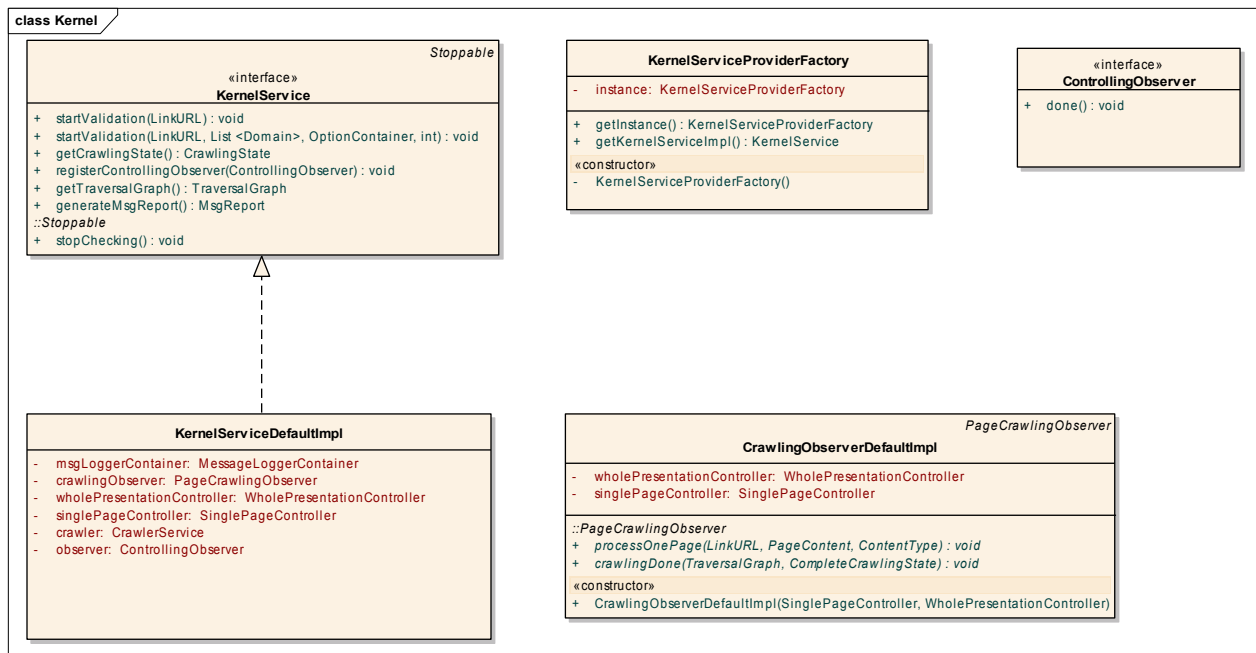 class Kernel
Stoppable
«interface»
KernelService
+ startValidation(LinkURL) : void
+ startValidation(LinkURL, List <Domain>, OptionContainer, int) : void
+ getCrawlingState() : CrawlingState
+ registerControllingObserver(ControllingObserver) : void
+ getTraversalGraph() : TraversalGraph
+ generateMsgReport() : MsgReport
::Stoppable
+ stopChecking() : void
KernelServiceProviderFactory
- instance: KernelServiceProviderFactory
+ getInstance() : KernelServiceProviderFactory
+ getKernelServiceImpl() : KernelService
«constructor»
- KernelServiceProviderFactory()
«interface»
ControllingObserver
+ done() : void
KernelServiceDefaultImpl
- msgLoggerContainer: MessageLoggerContainer
- crawlingObserver: PageCrawlingObserver
- wholePresentationController: WholePresentationController
- singlePageController: SinglePageController
- crawler: CrawlerService
- observer: ControllingObserver
PageCrawlingObserver
CrawlingObserverDefaultImpl
- wholePresentationController: WholePresentationController
- singlePageController: SinglePageController
::PageCrawlingObserver
+ processOnePage(LinkURL, PageContent, ContentType) : void
+ crawlingDone(TraversalGraph, CompleteCrawlingState) : void
«constructor»
+ CrawlingObserverDefaultImpl(SinglePageController, WholePresentationController)